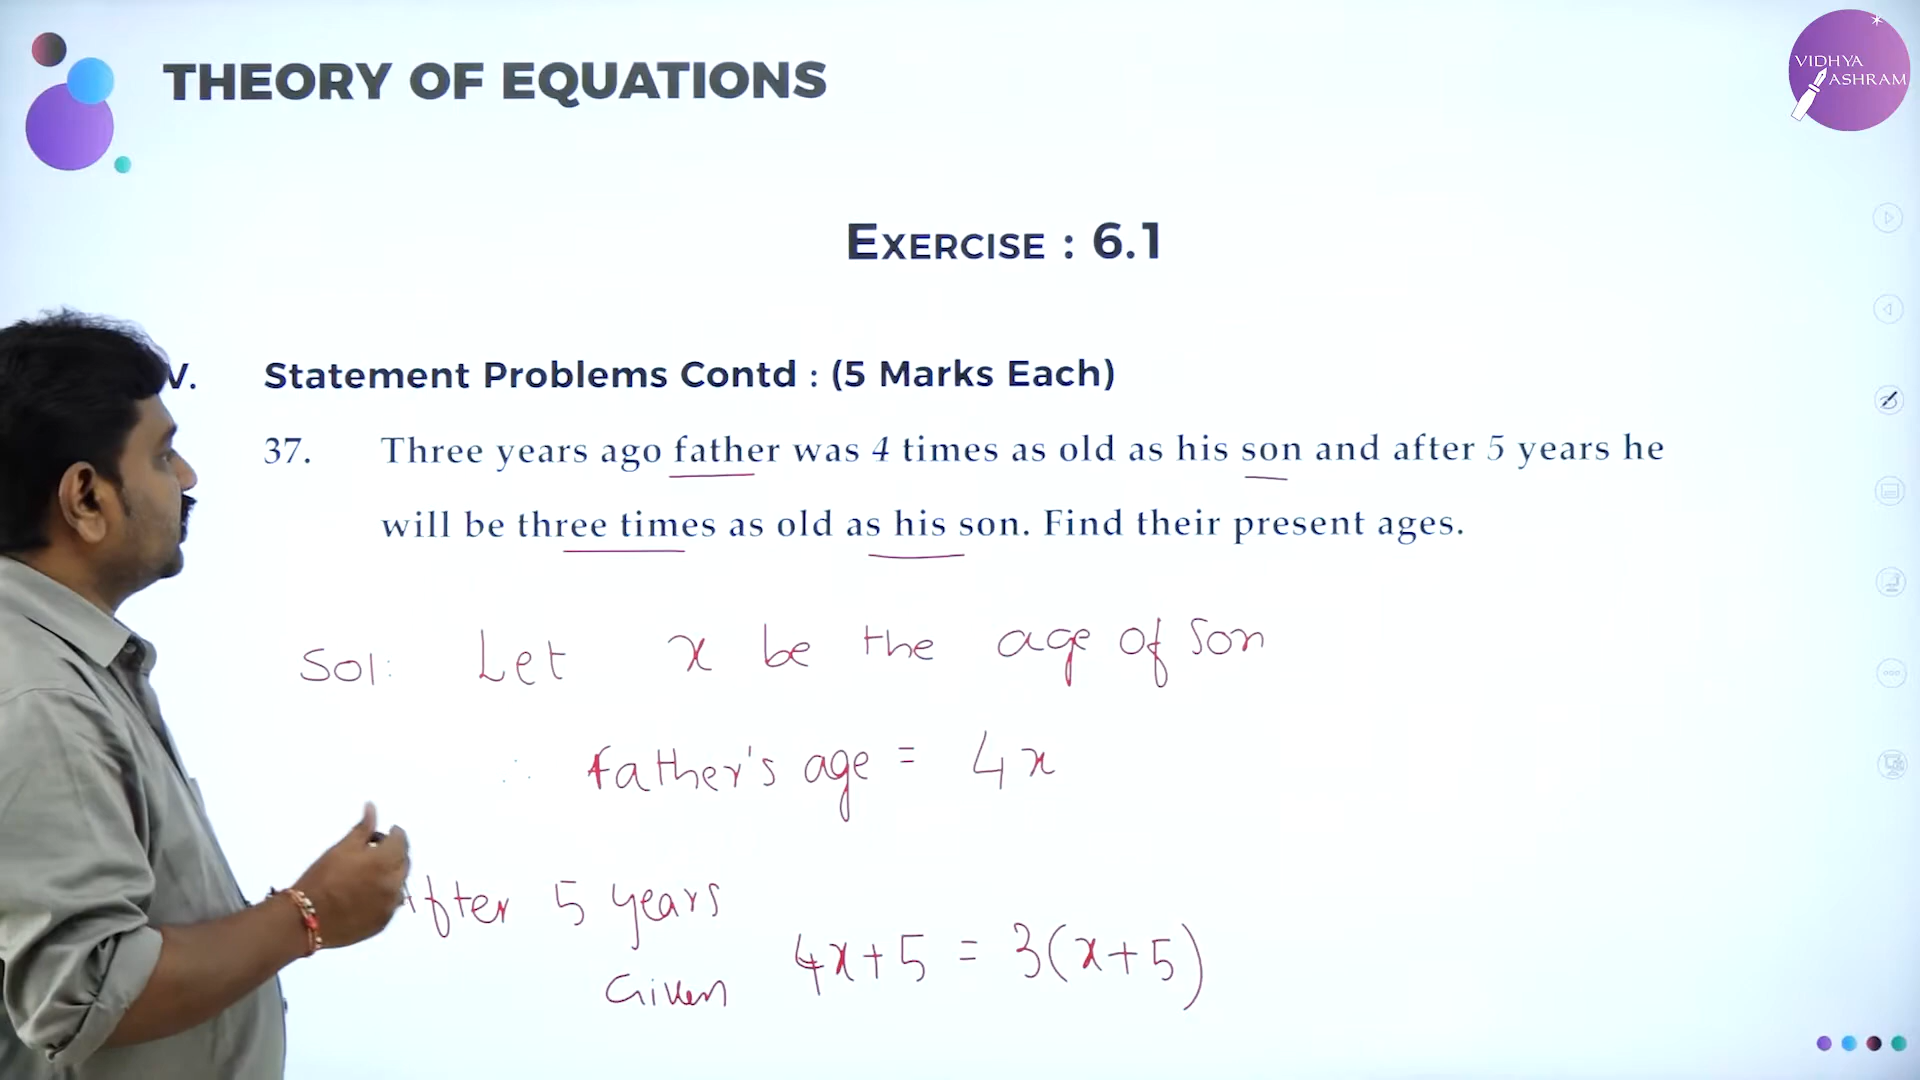 THEORY OF EQUATIONS
VIDHYA
ASHRAM
EXERCISE : 6.1
V. Statement Problems Contd : (5 Marks Each)
37. Three years ago father was 4 times as old as his son and after 5 years he
will be three times as old as his son. Find their present ages.
Sol: Let x be the age of Son
∴ father's age = 4x
After 5 years
Given 4x+5 = 3(x+5)